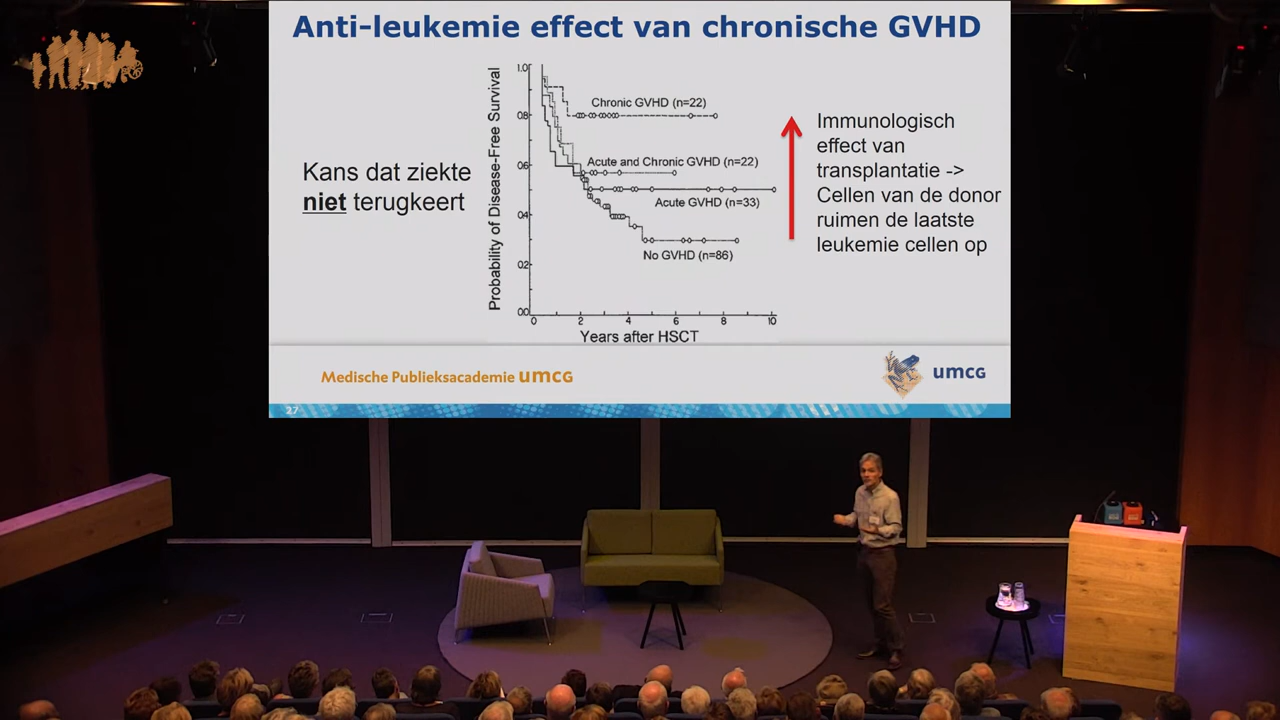 Anti-leukemie effect van chronische GVHD
Kans dat ziekte
niet terugkeert
Probability of Disease-Free Survival
1.0
0.8
0.6
0.4
0.2
0.0
Chronic GVHD (n=22)
Acute and Chronic GVHD (n=22)
Acute GVHD (n=33)
No GVHD (n=86)
0 2 4 6 8 10
Years after HSCT
Immunologisch
effect van
transplantatie ->
Cellen van de donor
ruimen de laatste
leukemie cellen op
Medische Publieksacademie umcg
umcg
27